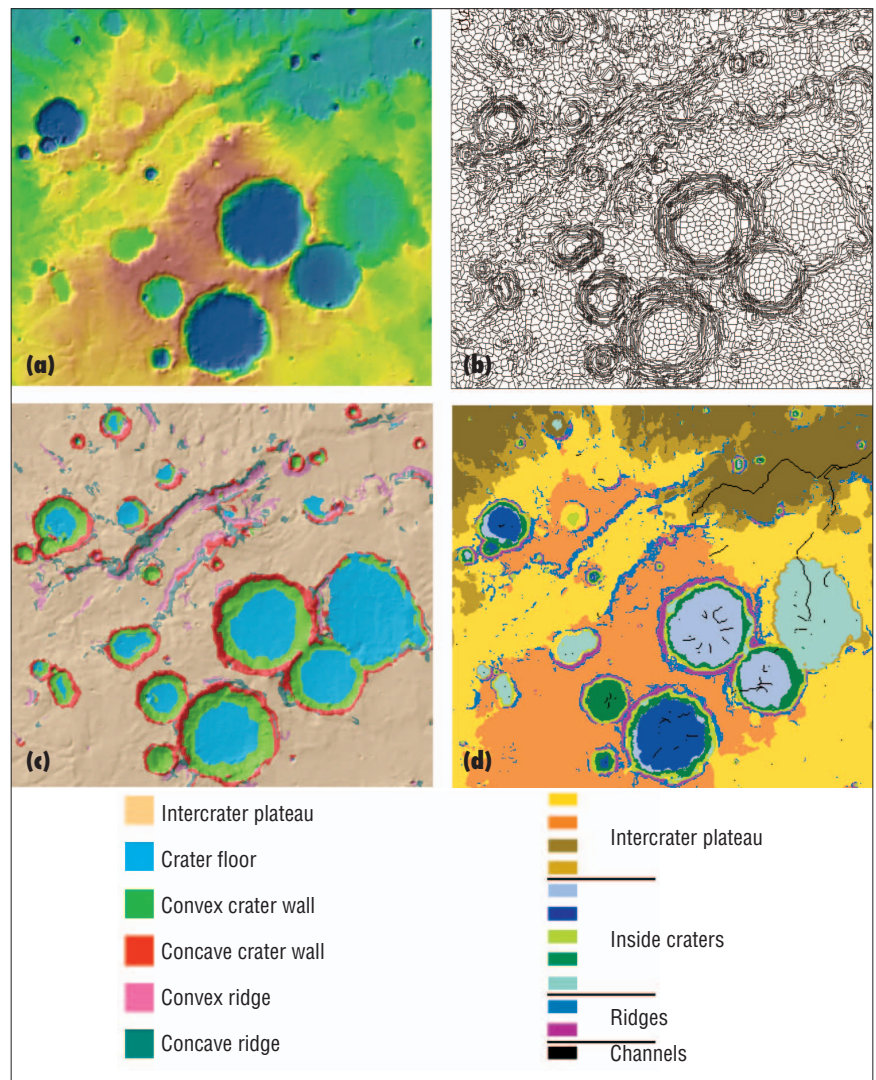 (a)
(b)
(c)
(d)
Intercrater plateau
Crater floor
Convex crater wall
Concave crater wall
Convex ridge
Concave ridge
Intercrater plateau
Inside craters
Ridges
Channels